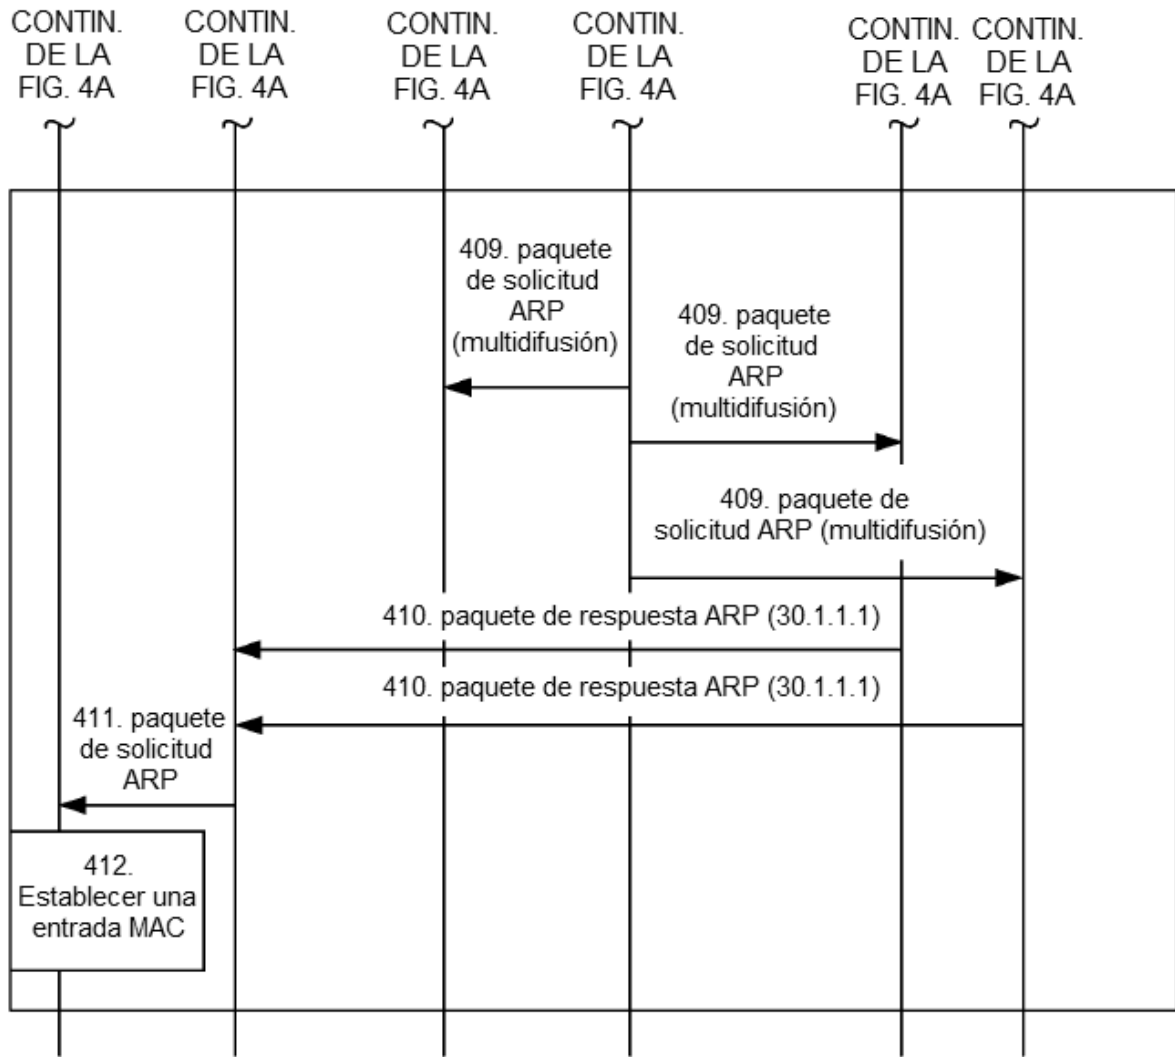 CONTIN.
DE LA
FIG. 4A
CONTIN.
DE LA
FIG. 4A
CONTIN.
DE LA
FIG. 4A
CONTIN.
DE LA
FIG. 4A
CONTIN.
DE LA
FIG. 4A
CONTIN.
DE LA
FIG. 4A
409. paquete
de solicitud
ARP
(multidifusión)
409. paquete
de solicitud
ARP
(multidifusión)
409. paquete de
solicitud ARP (multidifusión)
410. paquete de respuesta ARP (30.1.1.1)
410. paquete de respuesta ARP (30.1.1.1)
411. paquete
de solicitud
ARP
412.
Establecer una
entrada MAC